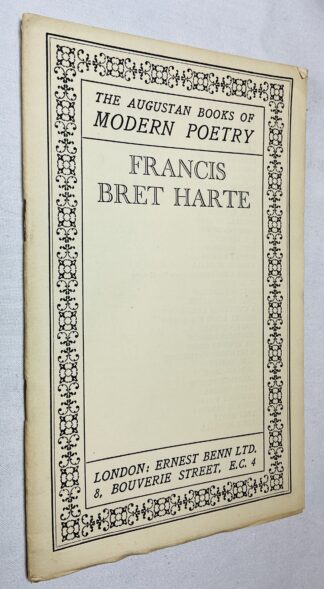 THE AUGUSTAN BOOKS OF
MODERN POETRY
FRANCIS
BRET HARTE
LONDON: ERNEST BENN LTD.
8, BOUVERIE STREET, E.C. 4